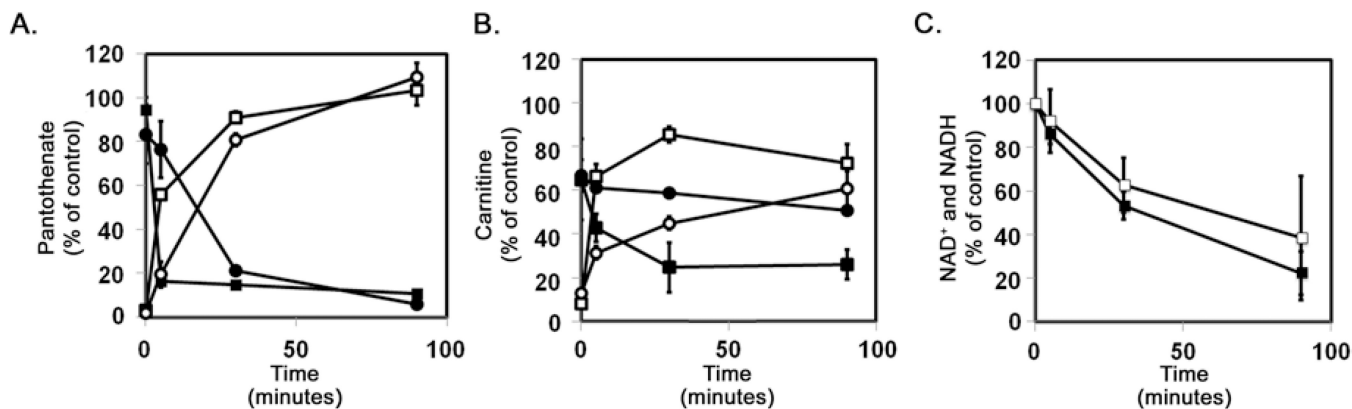 A.
Pantothenate
(% of control)
120
100
80
60
40
20
0
0
50
100
Time
(minutes)
B.
Carnitine
(% of control)
120
100
80
60
40
20
0
0
50
100
Time
(minutes)
C.
NAD⁺ and NADH
(% of control)
120
100
80
60
40
20
0
0
50
100
Time
(minutes)